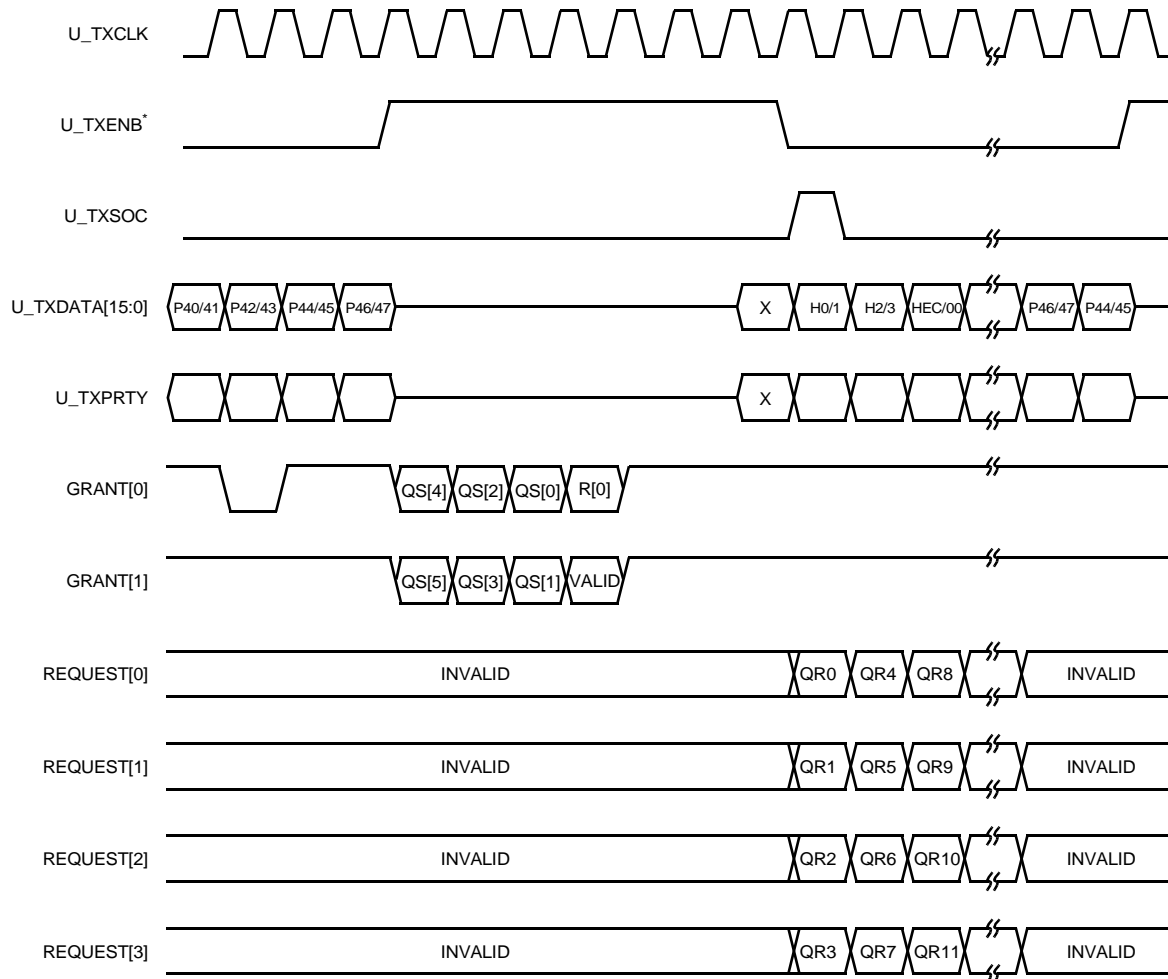 U_TXCLK
U_TXENB*
U_TXSOC
U_TXDATA[15:0] P40/41 P42/43 P44/45 P46/47 X H0/1 H2/3 HEC/00 P46/47 P44/45
U_TXPRTY X
GRANT[0] QS[4] QS[2] QS[0] R[0]
GRANT[1] QS[5] QS[3] QS[1] VALID
REQUEST[0] INVALID QR0 QR4 QR8 INVALID
REQUEST[1] INVALID QR1 QR5 QR9 INVALID
REQUEST[2] INVALID QR2 QR6 QR10 INVALID
REQUEST[3] INVALID QR3 QR7 QR11 INVALID